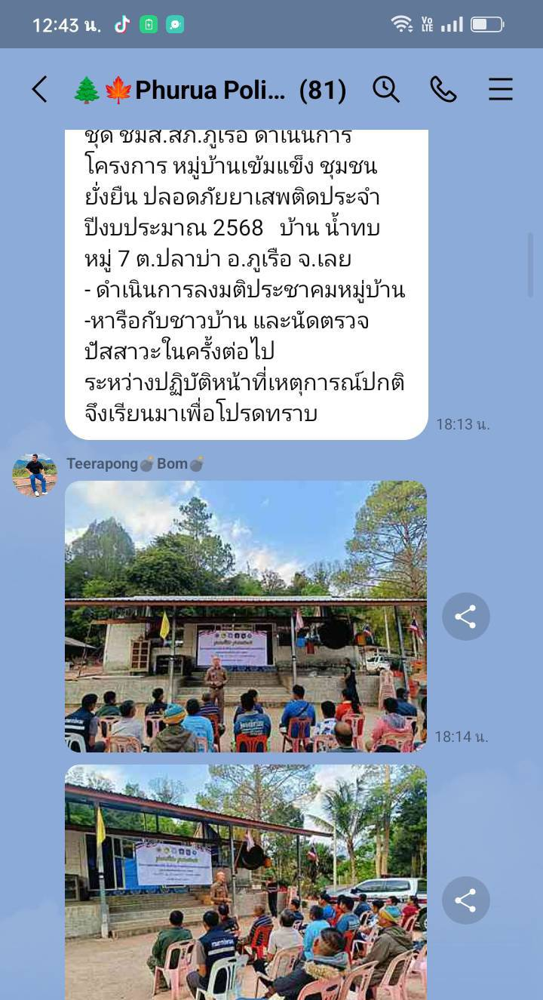 12:43 น.
Vo
LTE
🌲🍁Phurua Poli... (81)
ชุด ชมส.สภ.ภูเรือ ดำเนินการ
โครงการ หมู่บ้านเข้มแข็ง ชุมชน
ยั่งยืน ปลอดภัยยาเสพติดประจำ
ปีงบประมาณ 2568 บ้าน น้ำทบ
หมู่ 7 ต.ปลาบ่า อ.ภูเรือ จ.เลย
- ดำเนินการลงมติประชาคมหมู่บ้าน
-หารือกับชาวบ้าน และนัดตรวจ
ปัสสาวะในครั้งต่อไป
ระหว่างปฏิบัติหน้าที่เหตุการณ์ปกติ
จึงเรียนมาเพื่อโปรดทราบ
18:13 น.
Teerapong💣Bom💣
18:14 น.